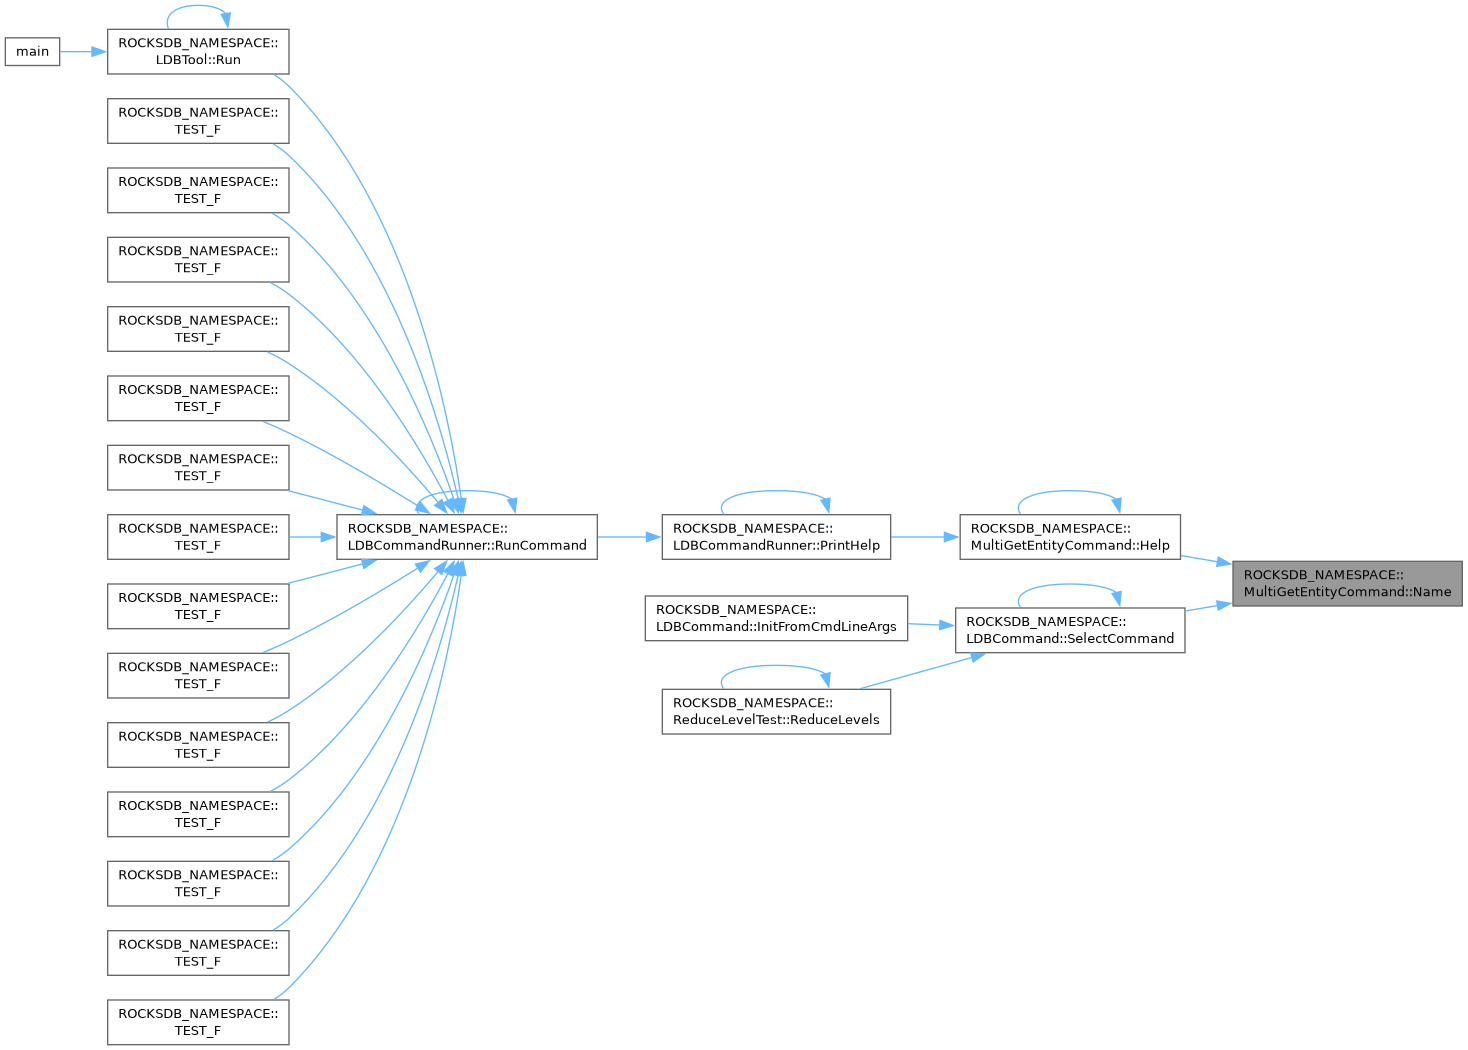 main
ROCKSDB_NAMESPACE::
LDBTool::Run
ROCKSDB_NAMESPACE::
TEST_F
ROCKSDB_NAMESPACE::
TEST_F
ROCKSDB_NAMESPACE::
TEST_F
ROCKSDB_NAMESPACE::
TEST_F
ROCKSDB_NAMESPACE::
TEST_F
ROCKSDB_NAMESPACE::
TEST_F
ROCKSDB_NAMESPACE::
TEST_F
ROCKSDB_NAMESPACE::
TEST_F
ROCKSDB_NAMESPACE::
TEST_F
ROCKSDB_NAMESPACE::
TEST_F
ROCKSDB_NAMESPACE::
TEST_F
ROCKSDB_NAMESPACE::
TEST_F
ROCKSDB_NAMESPACE::
TEST_F
ROCKSDB_NAMESPACE::
TEST_F
ROCKSDB_NAMESPACE::
LDBCommandRunner::RunCommand
ROCKSDB_NAMESPACE::
LDBCommandRunner::PrintHelp
ROCKSDB_NAMESPACE::
LDBCommand::InitFromCmdLineArgs
ROCKSDB_NAMESPACE::
ReduceLevelTest::ReduceLevels
ROCKSDB_NAMESPACE::
MultiGetEntityCommand::Help
ROCKSDB_NAMESPACE::
LDBCommand::SelectCommand
ROCKSDB_NAMESPACE::
MultiGetEntityCommand::Name